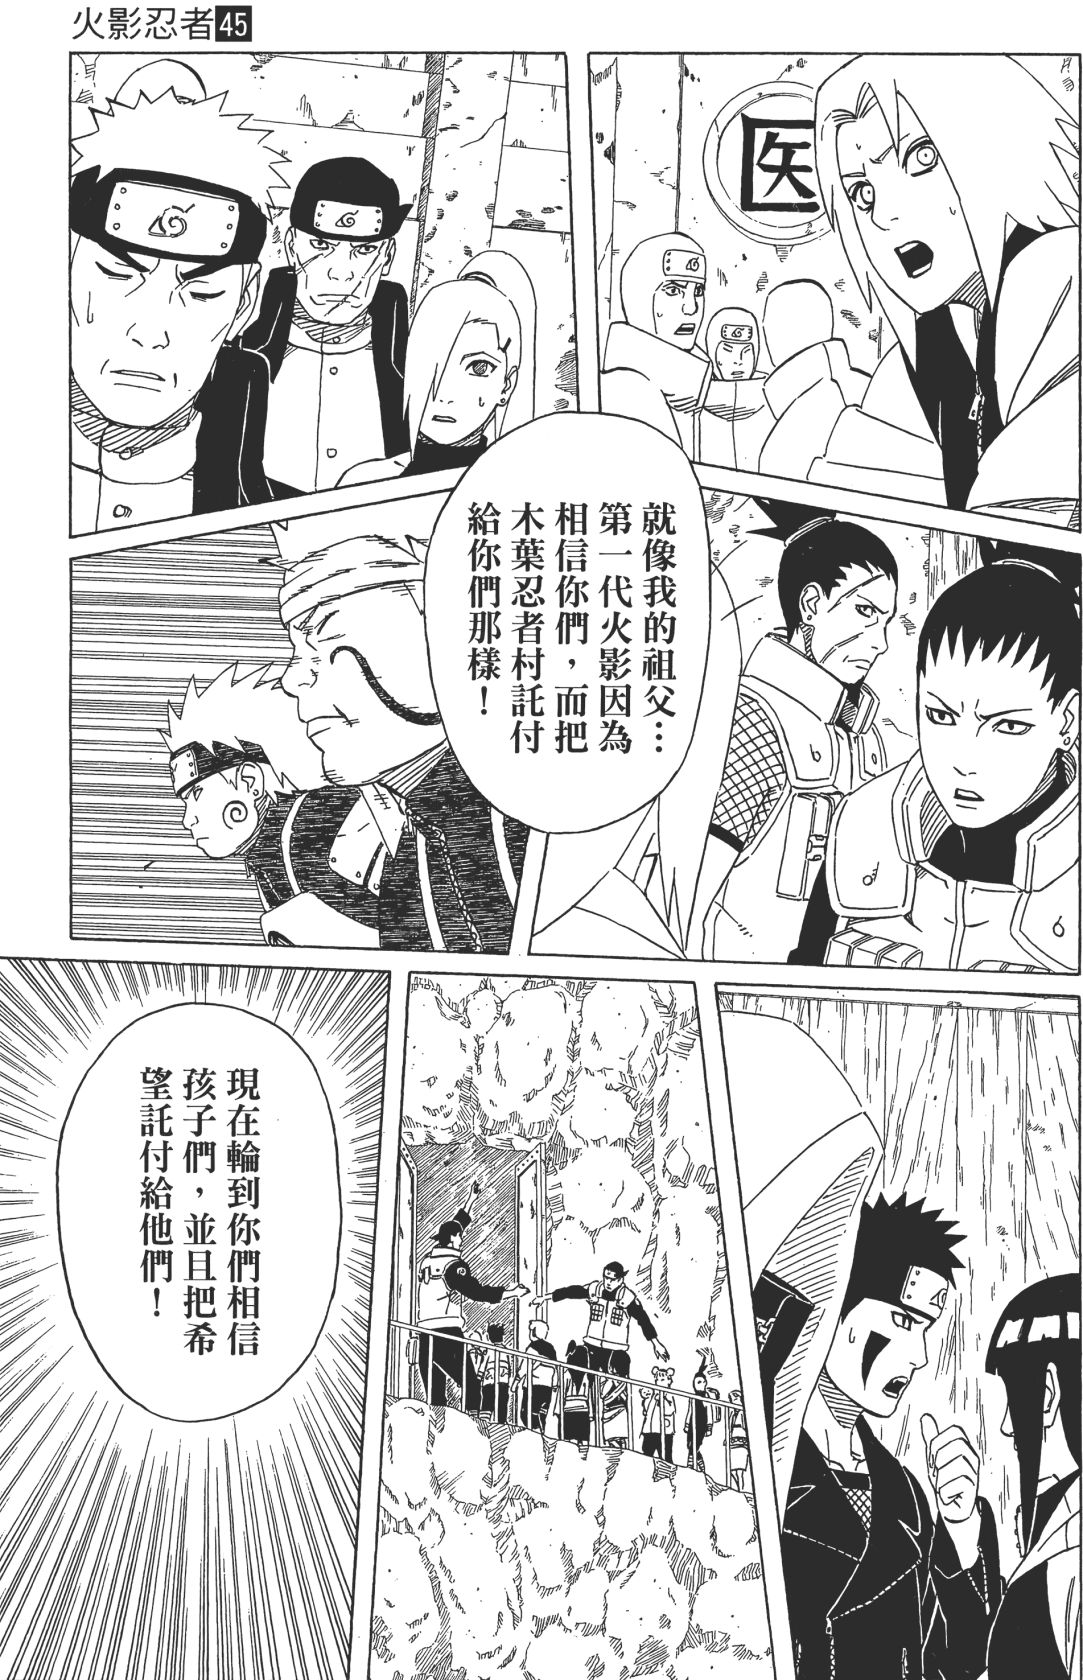 火影忍者45
医
就像我的祖父…
第一代火影因為
相信你們，而把
木葉忍者村託付
給你們那樣！
現在輪到你們相信
孩子們，並且把希
望託付給他們！